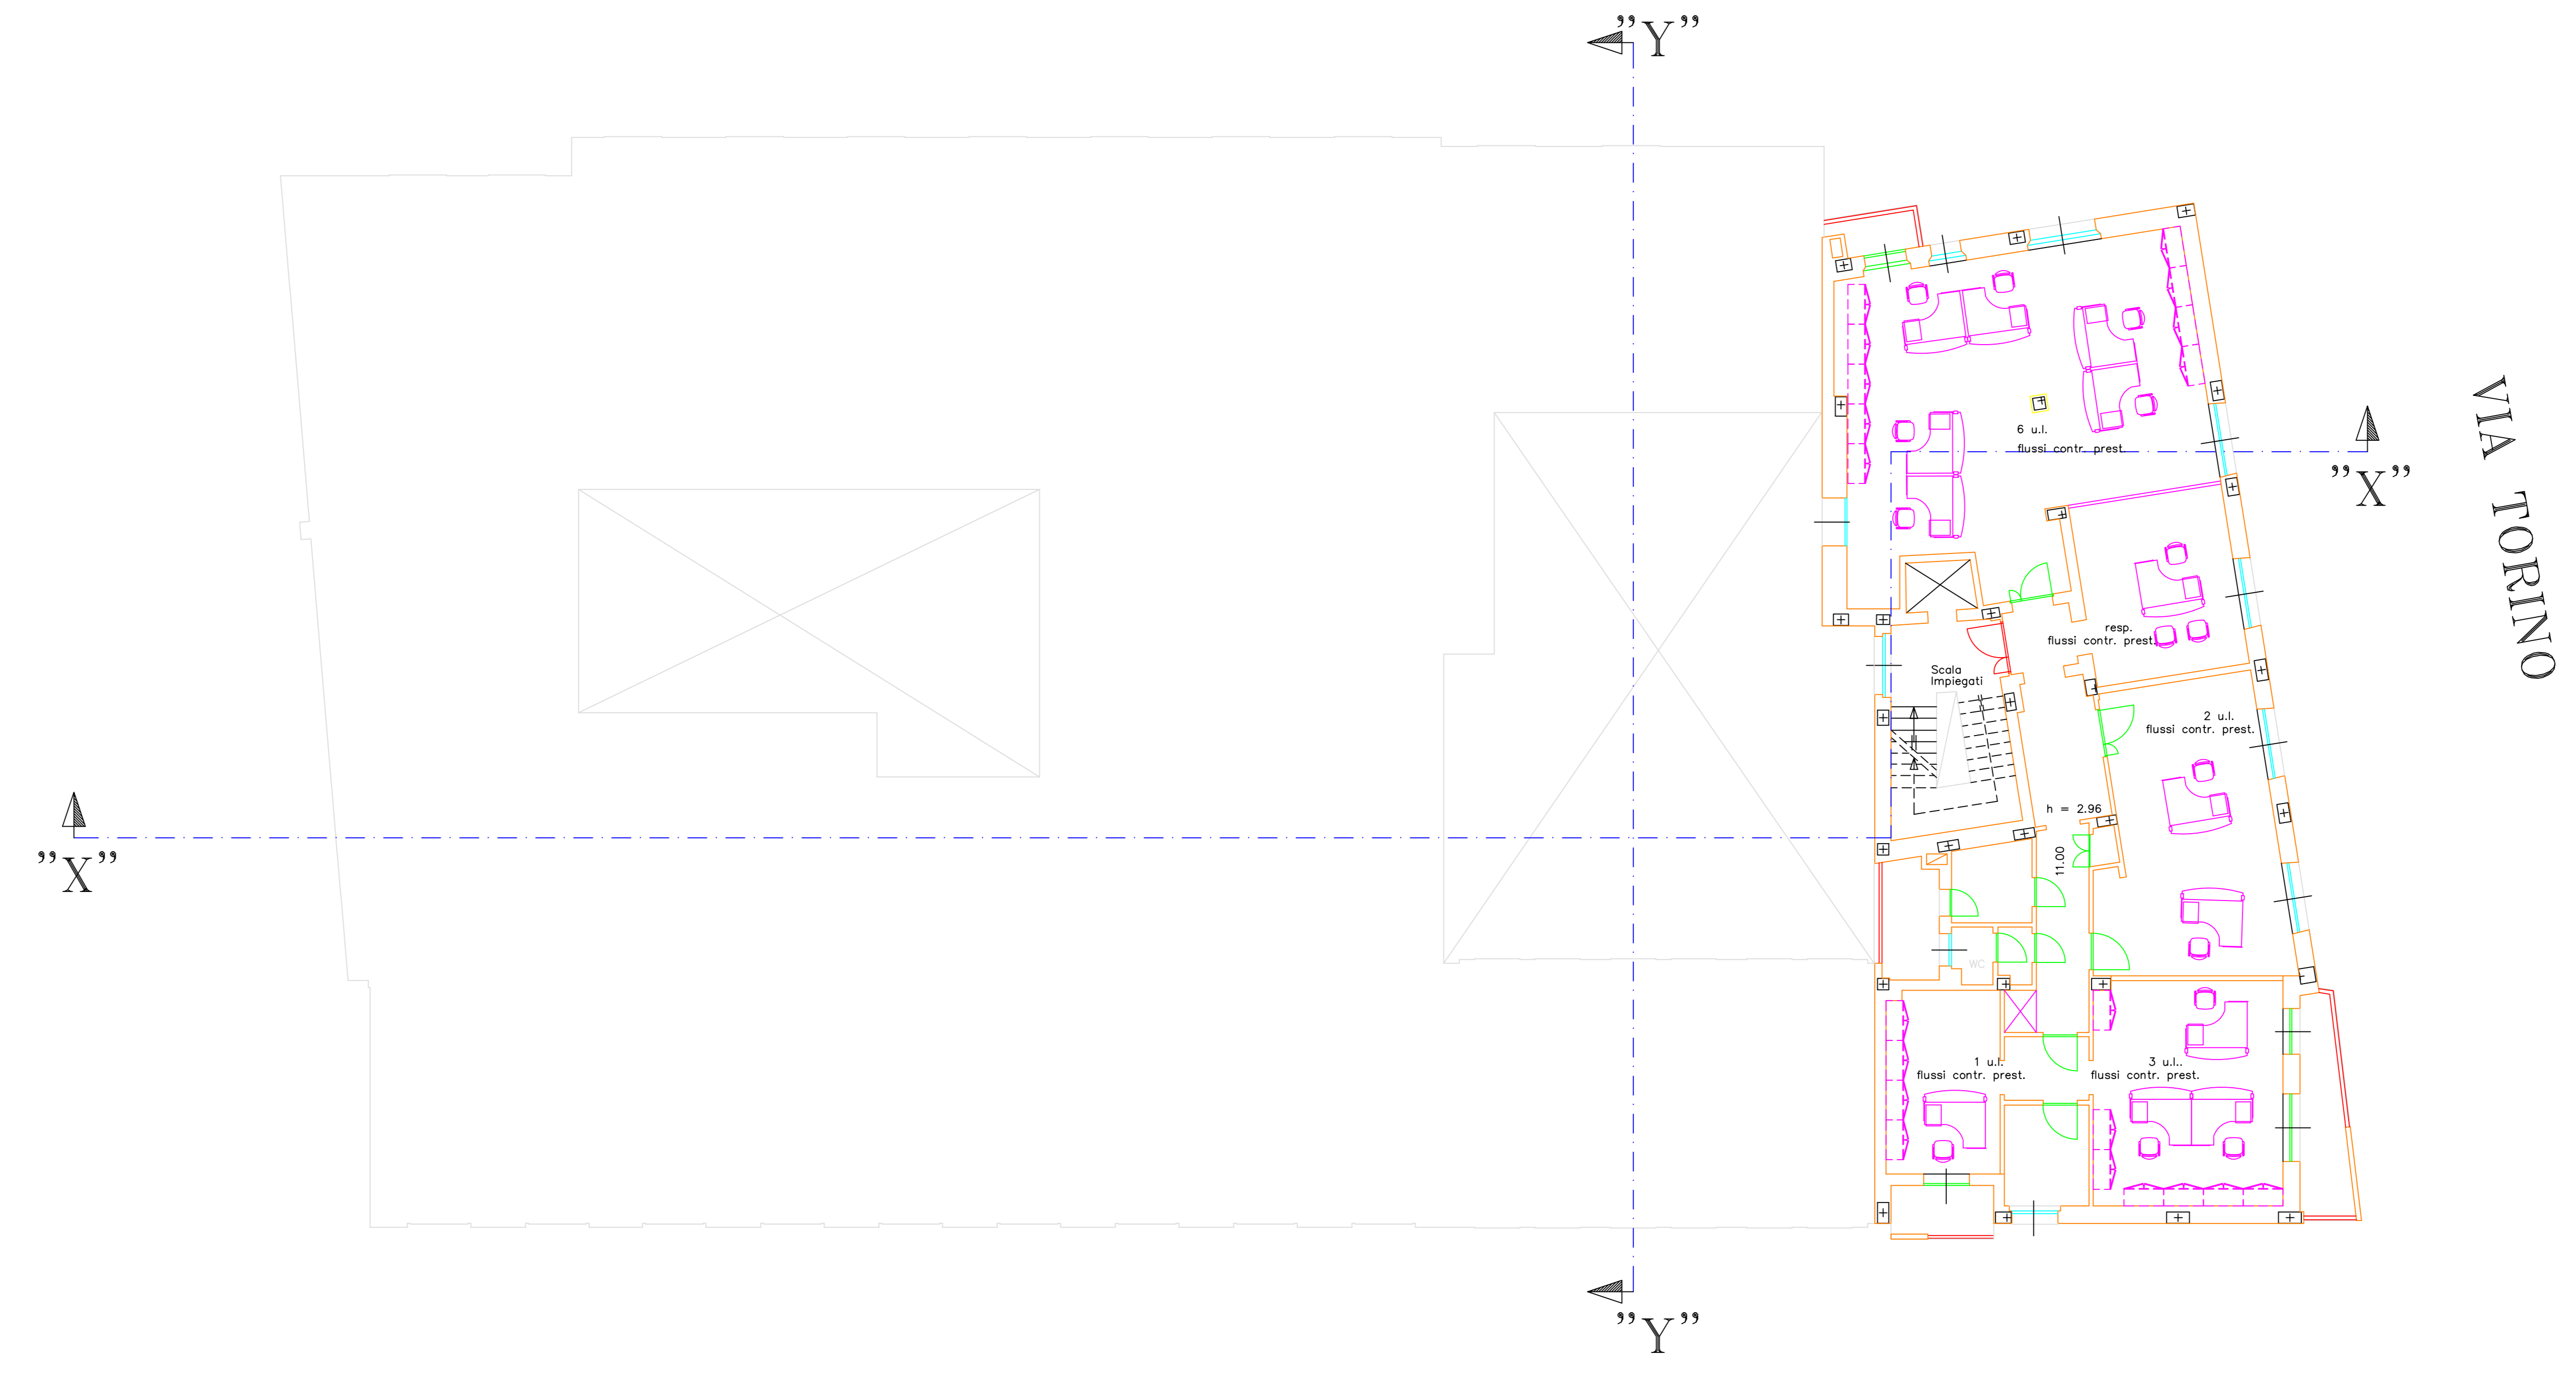 ”Y”
6 u.l.
flussi contr. prest.
”X”
VIA TORINO
resp.
flussi contr. prest.
Scala
Impiegati
2 u.l.
flussi contr. prest.
h = 2.96
11.00
”X”
WC
1 u.l.
flussi contr. prest.
3 u.l..
flussi contr. prest.
”Y”